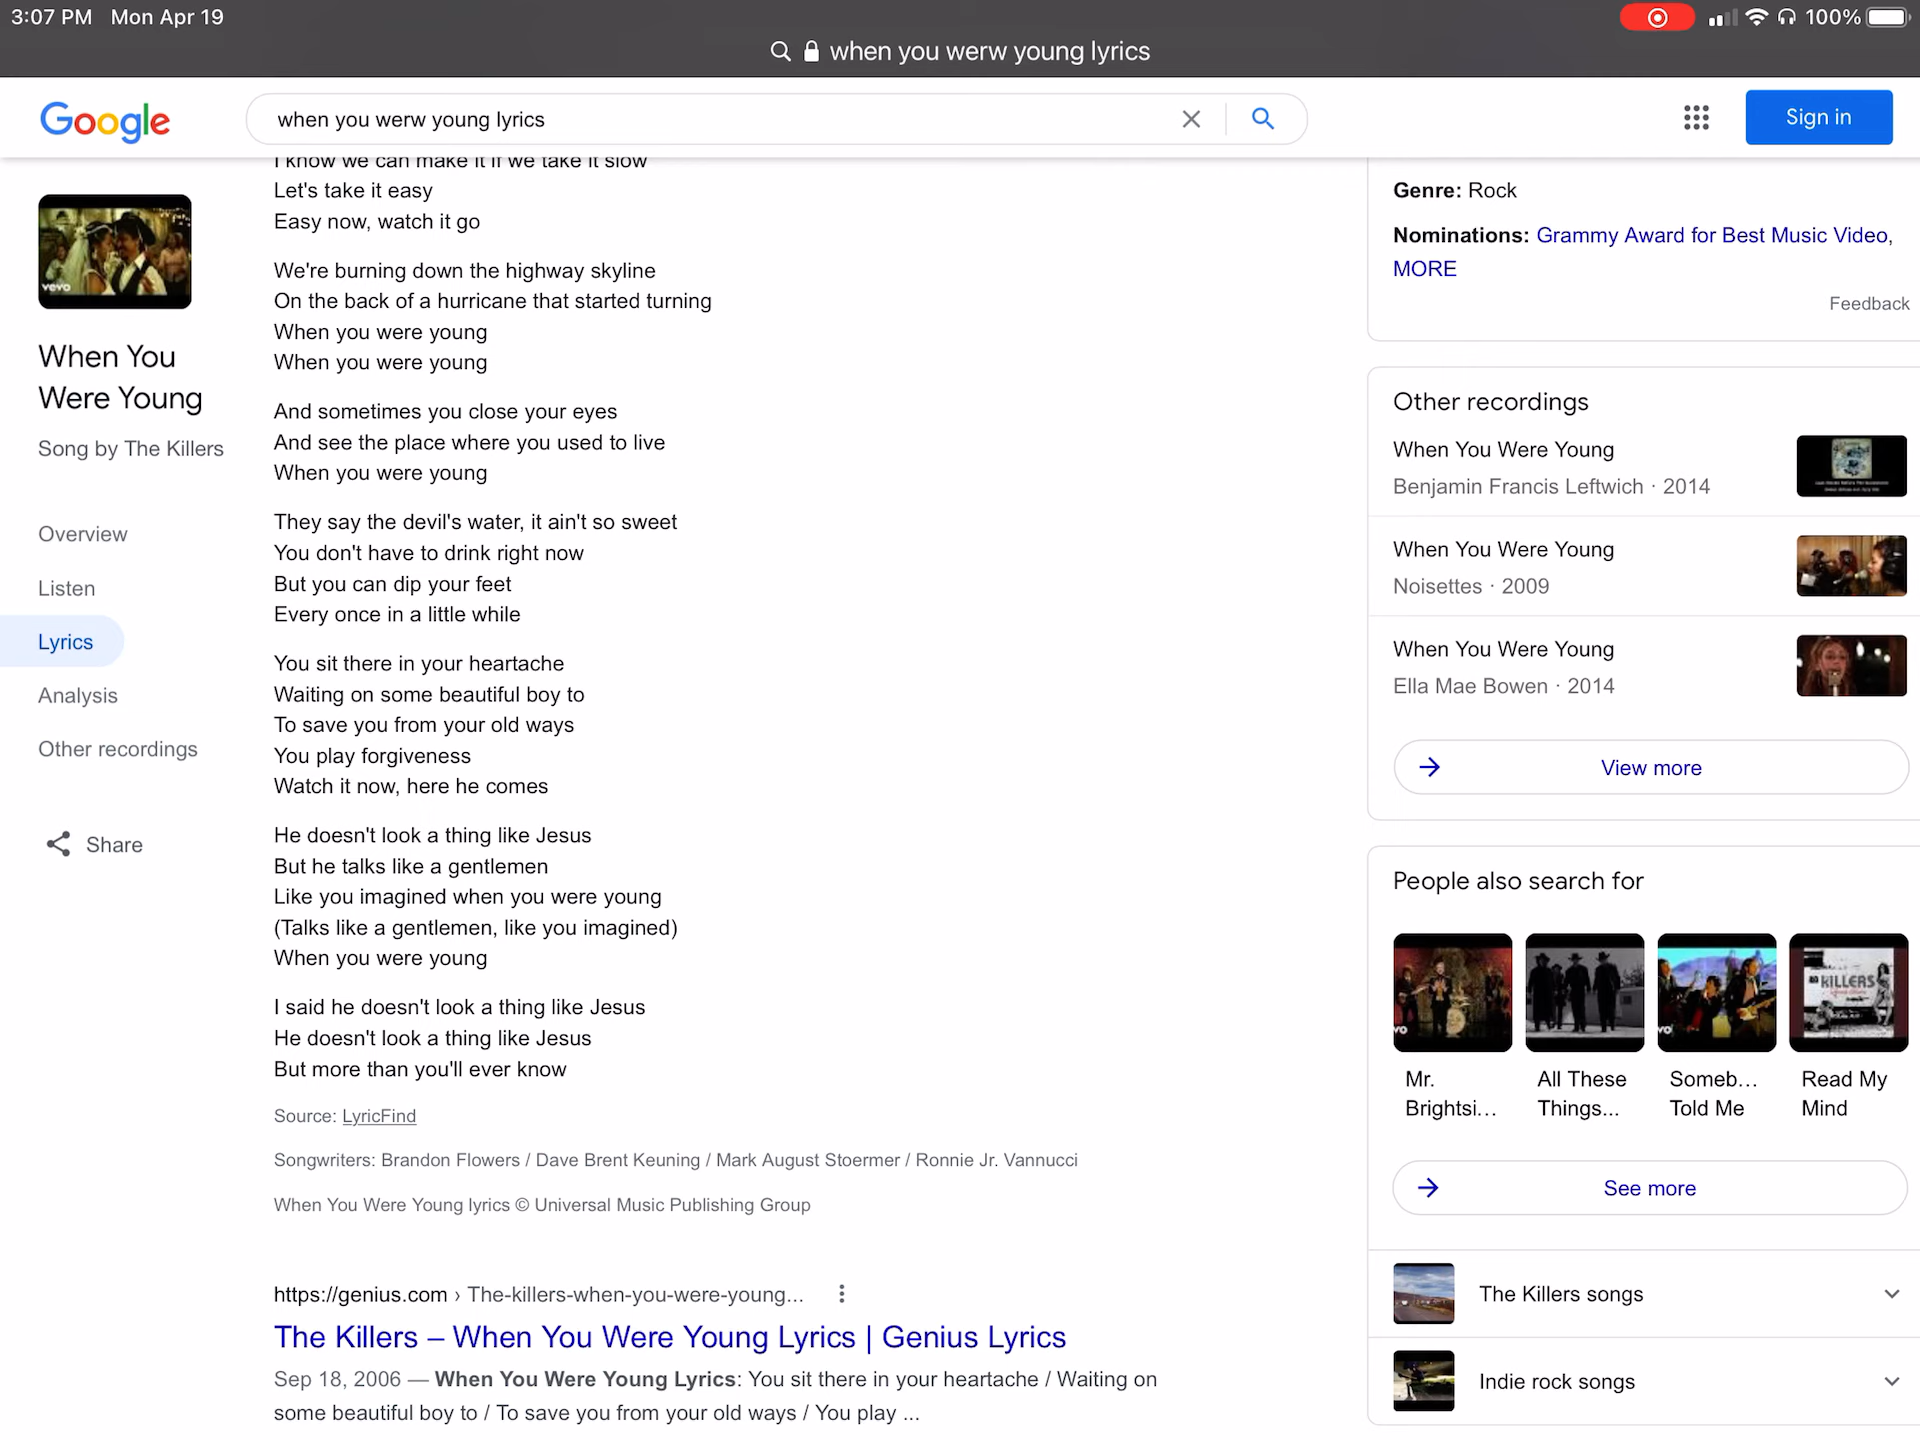 3:07 PM Mon Apr 19
100%
when you werw young lyrics
Google
when you werw young lyrics
Sign in
vevo
When You
Were Young
Song by The Killers
Overview
Listen
Lyrics
Analysis
Other recordings
Share
I know we can make it if we take it slow
Let's take it easy
Easy now, watch it go
We're burning down the highway skyline
On the back of a hurricane that started turning
When you were young
When you were young
And sometimes you close your eyes
And see the place where you used to live
When you were young
They say the devil's water, it ain't so sweet
You don't have to drink right now
But you can dip your feet
Every once in a little while
You sit there in your heartache
Waiting on some beautiful boy to
To save you from your old ways
You play forgiveness
Watch it now, here he comes
He doesn't look a thing like Jesus
But he talks like a gentlemen
Like you imagined when you were young
(Talks like a gentlemen, like you imagined)
When you were young
I said he doesn't look a thing like Jesus
He doesn't look a thing like Jesus
But more than you'll ever know
Source: LyricFind
Songwriters: Brandon Flowers / Dave Brent Keuning / Mark August Stoermer / Ronnie Jr. Vannucci
When You Were Young lyrics © Universal Music Publishing Group
https://genius.com › The-killers-when-you-were-young...
The Killers – When You Were Young Lyrics | Genius Lyrics
Sep 18, 2006 — When You Were Young Lyrics: You sit there in your heartache / Waiting on
some beautiful boy to / To save you from your old ways / You play ...
Genre: Rock
Nominations: Grammy Award for Best Music Video,
MORE
Feedback
Other recordings
When You Were Young
Benjamin Francis Leftwich · 2014
When You Were Young
Noisettes · 2009
When You Were Young
Ella Mae Bowen · 2014
View more
People also search for
vo
vo
KILLERS
Mr.
Brightsi...
All These
Things...
Someb...
Told Me
Read My
Mind
See more
The Killers songs
Indie rock songs